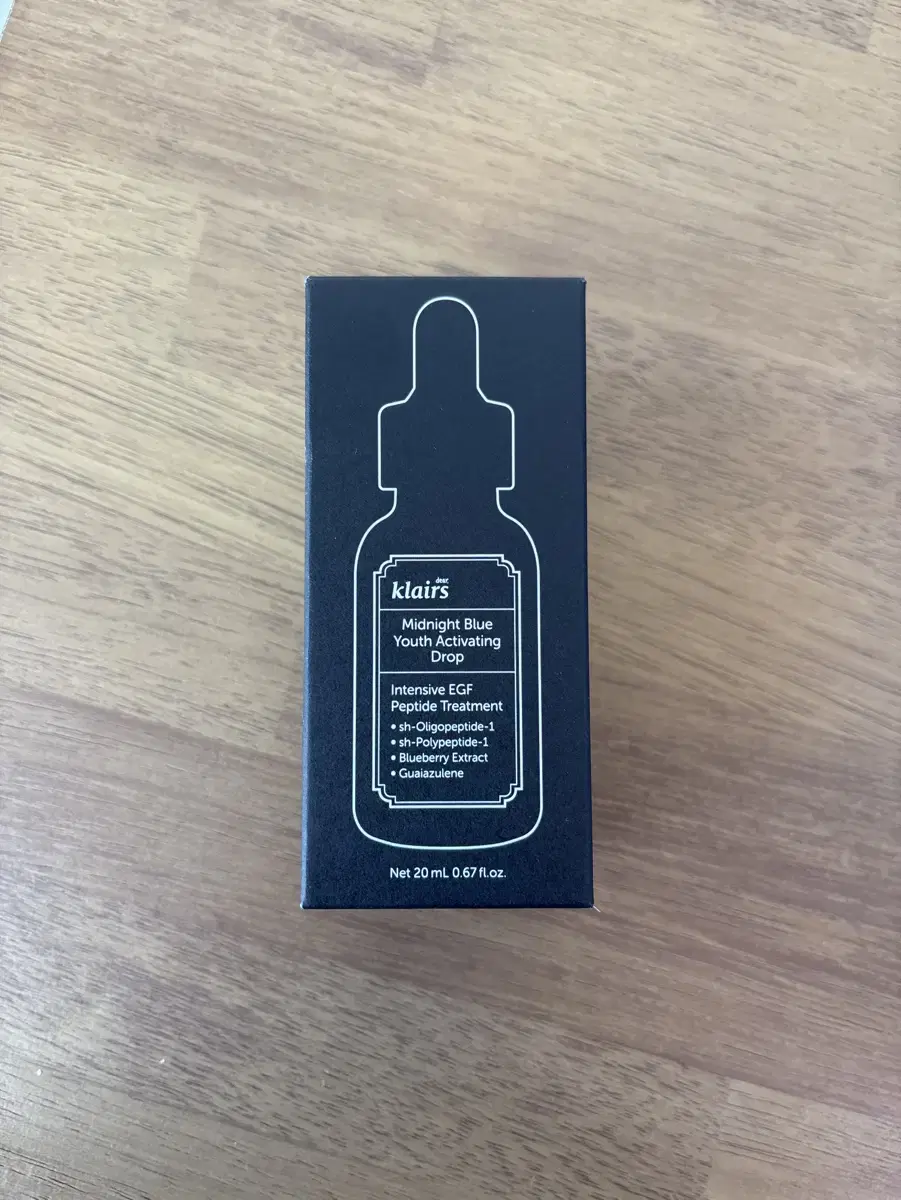 dear,
klairs
Midnight Blue
Youth Activating
Drop
Intensive EGF
Peptide Treatment
• sh-Oligopeptide-1
• sh-Polypeptide-1
• Blueberry Extract
• Guaiazulene
Net 20 mL 0.67 fl.oz.